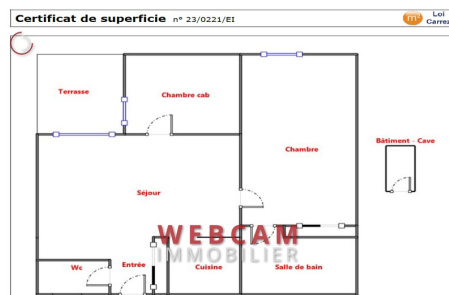 Certificat de superficie n° 23/0221/EI
m²
Loi
Carrez
Terrasse
Chambre cab
Chambre
Bâtiment - Cave
Séjour
WEBCAM
IMMOBILIER
Wc
Entrée
Cuisine
Salle de bain